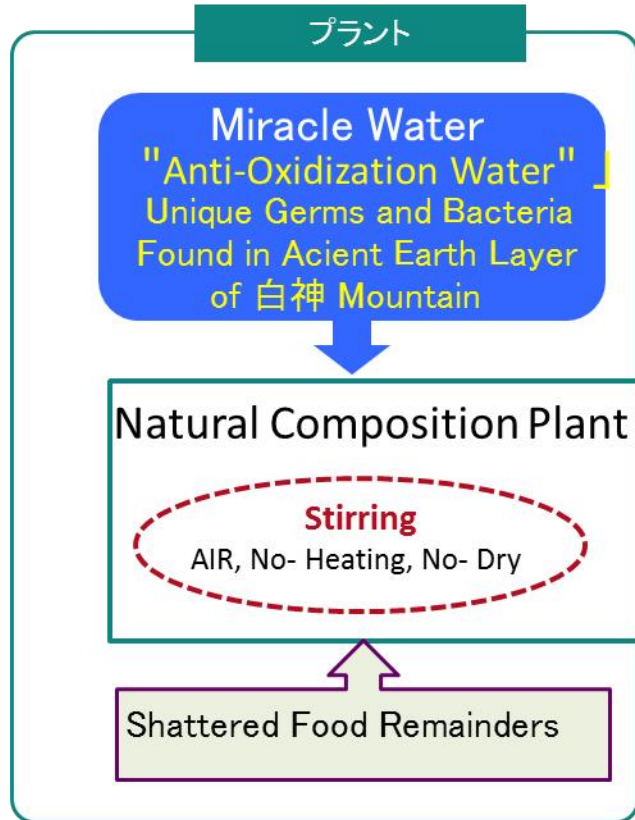 プラント
Miracle Water
"Anti-Oxidization Water" 」
Unique Germs and Bacteria
Found in Acient Earth Layer
of 白神 Mountain
Natural Composition Plant
Stirring
AIR, No- Heating, No- Dry
Shattered Food Remainders